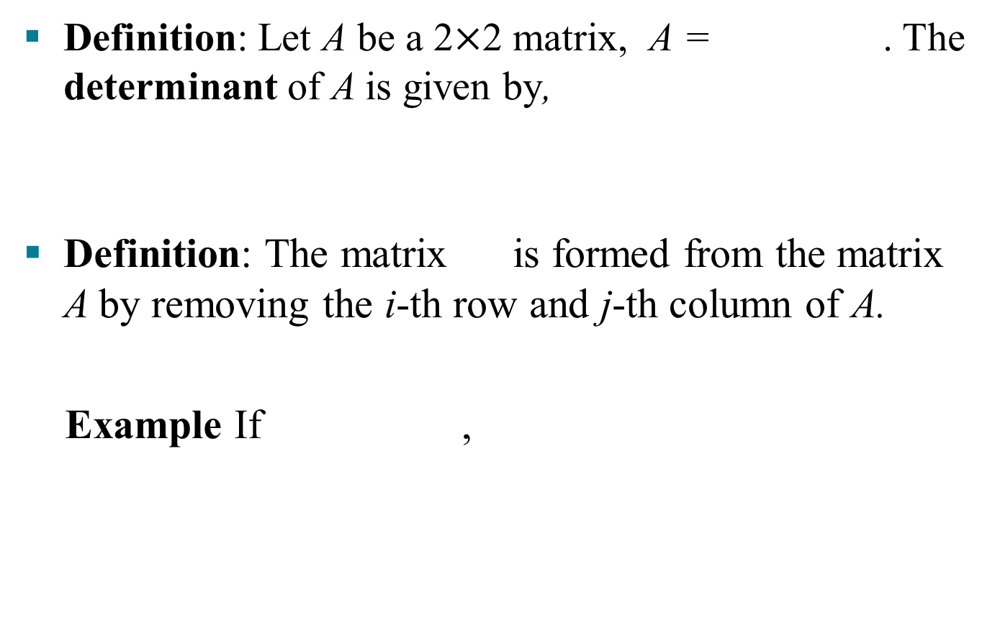 ▪ Definition: Let A be a 2×2 matrix, A = . The
determinant of A is given by,
▪ Definition: The matrix is formed from the matrix
A by removing the i-th row and j-th column of A.
Example If ,